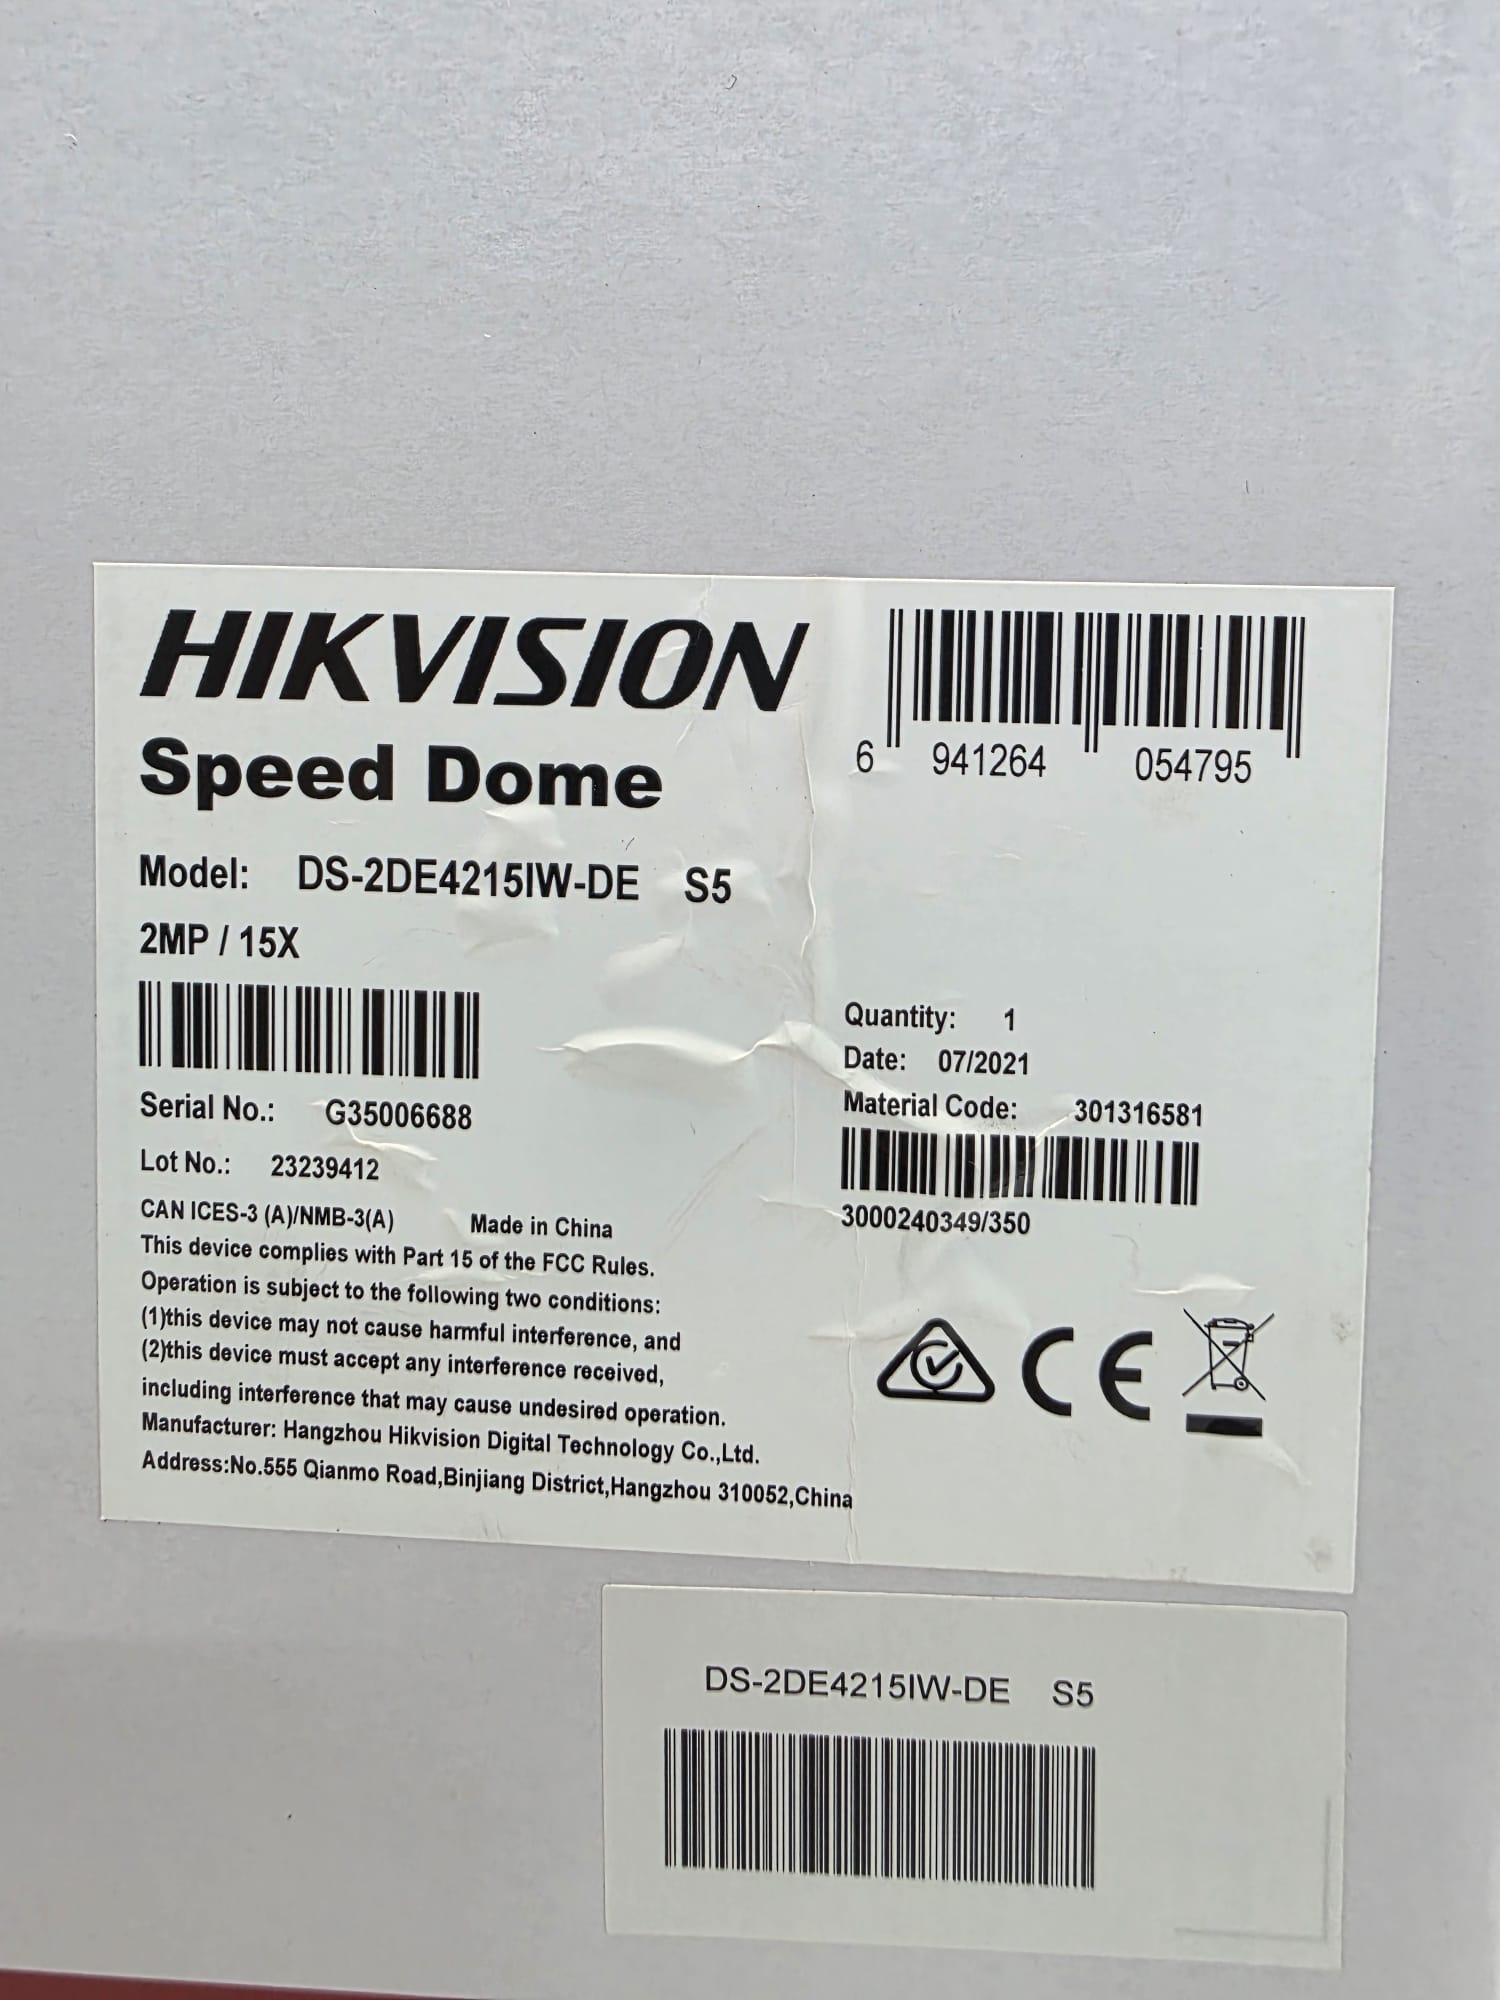 HIKVISION
Speed Dome
Model: DS-2DE4215IW-DE S5
2MP / 15X
Serial No.: G35006688
Lot No.: 23239412
CAN ICES-3 (A)/NMB-3(A) Made in China
This device complies with Part 15 of the FCC Rules.
Operation is subject to the following two conditions:
(1)this device may not cause harmful interference, and
(2)this device must accept any interference received,
including interference that may cause undesired operation.
Manufacturer: Hangzhou Hikvision Digital Technology Co.,Ltd.
Address:No.555 Qianmo Road,Binjiang District,Hangzhou 310052,China
6 941264 054795
Quantity: 1
Date: 07/2021
Material Code: 301316581
3000240349/350
CE
DS-2DE4215IW-DE S5